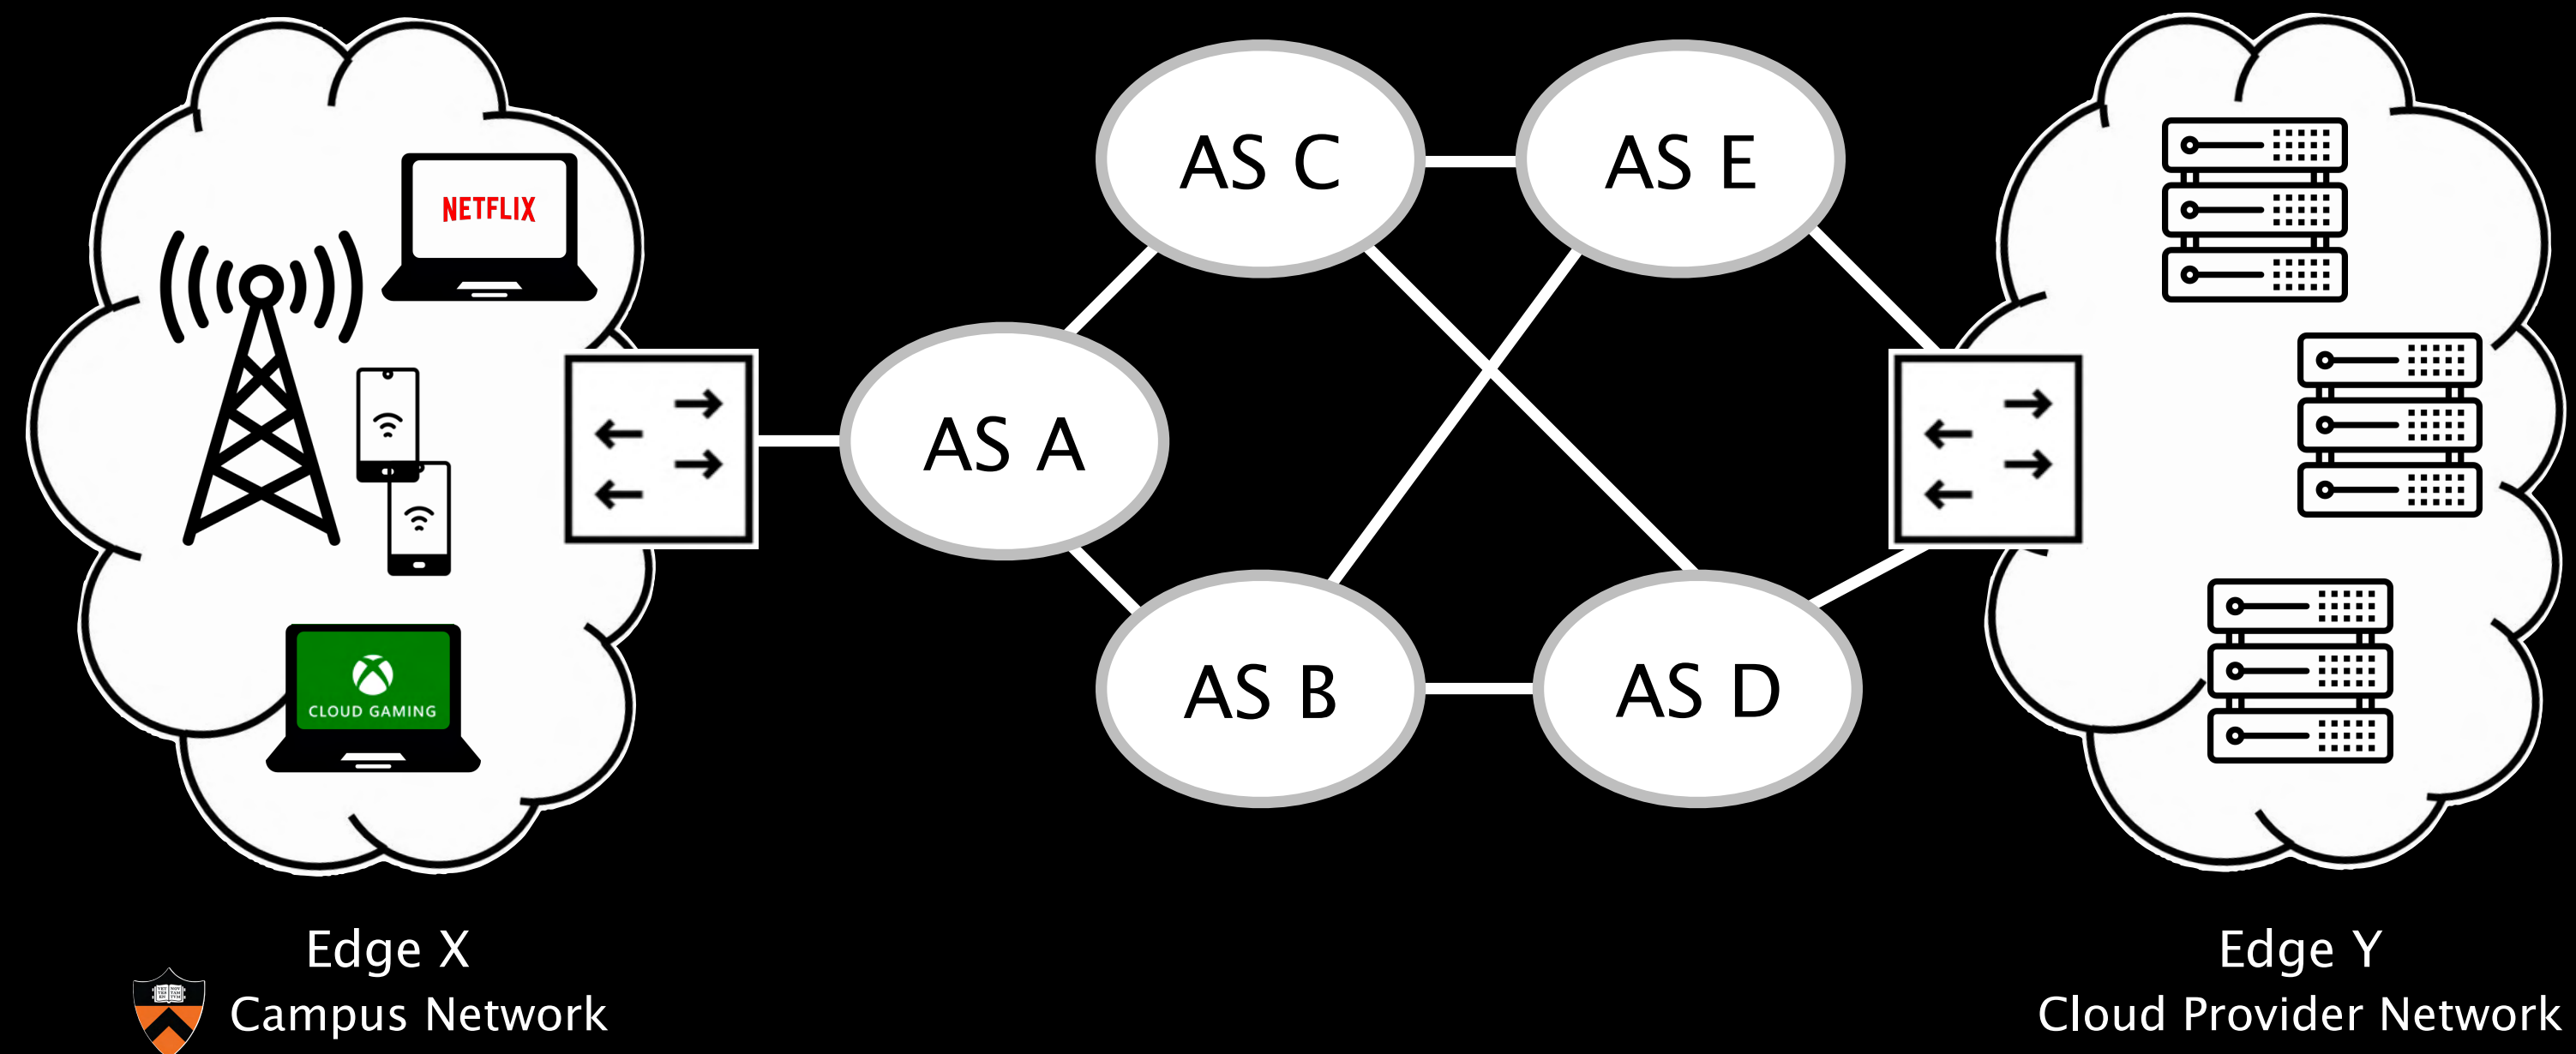 NETFLIX
CLOUD GAMING
AS A
AS C
AS E
AS B
AS D
Edge X
Campus Network
Edge Y
Cloud Provider Network